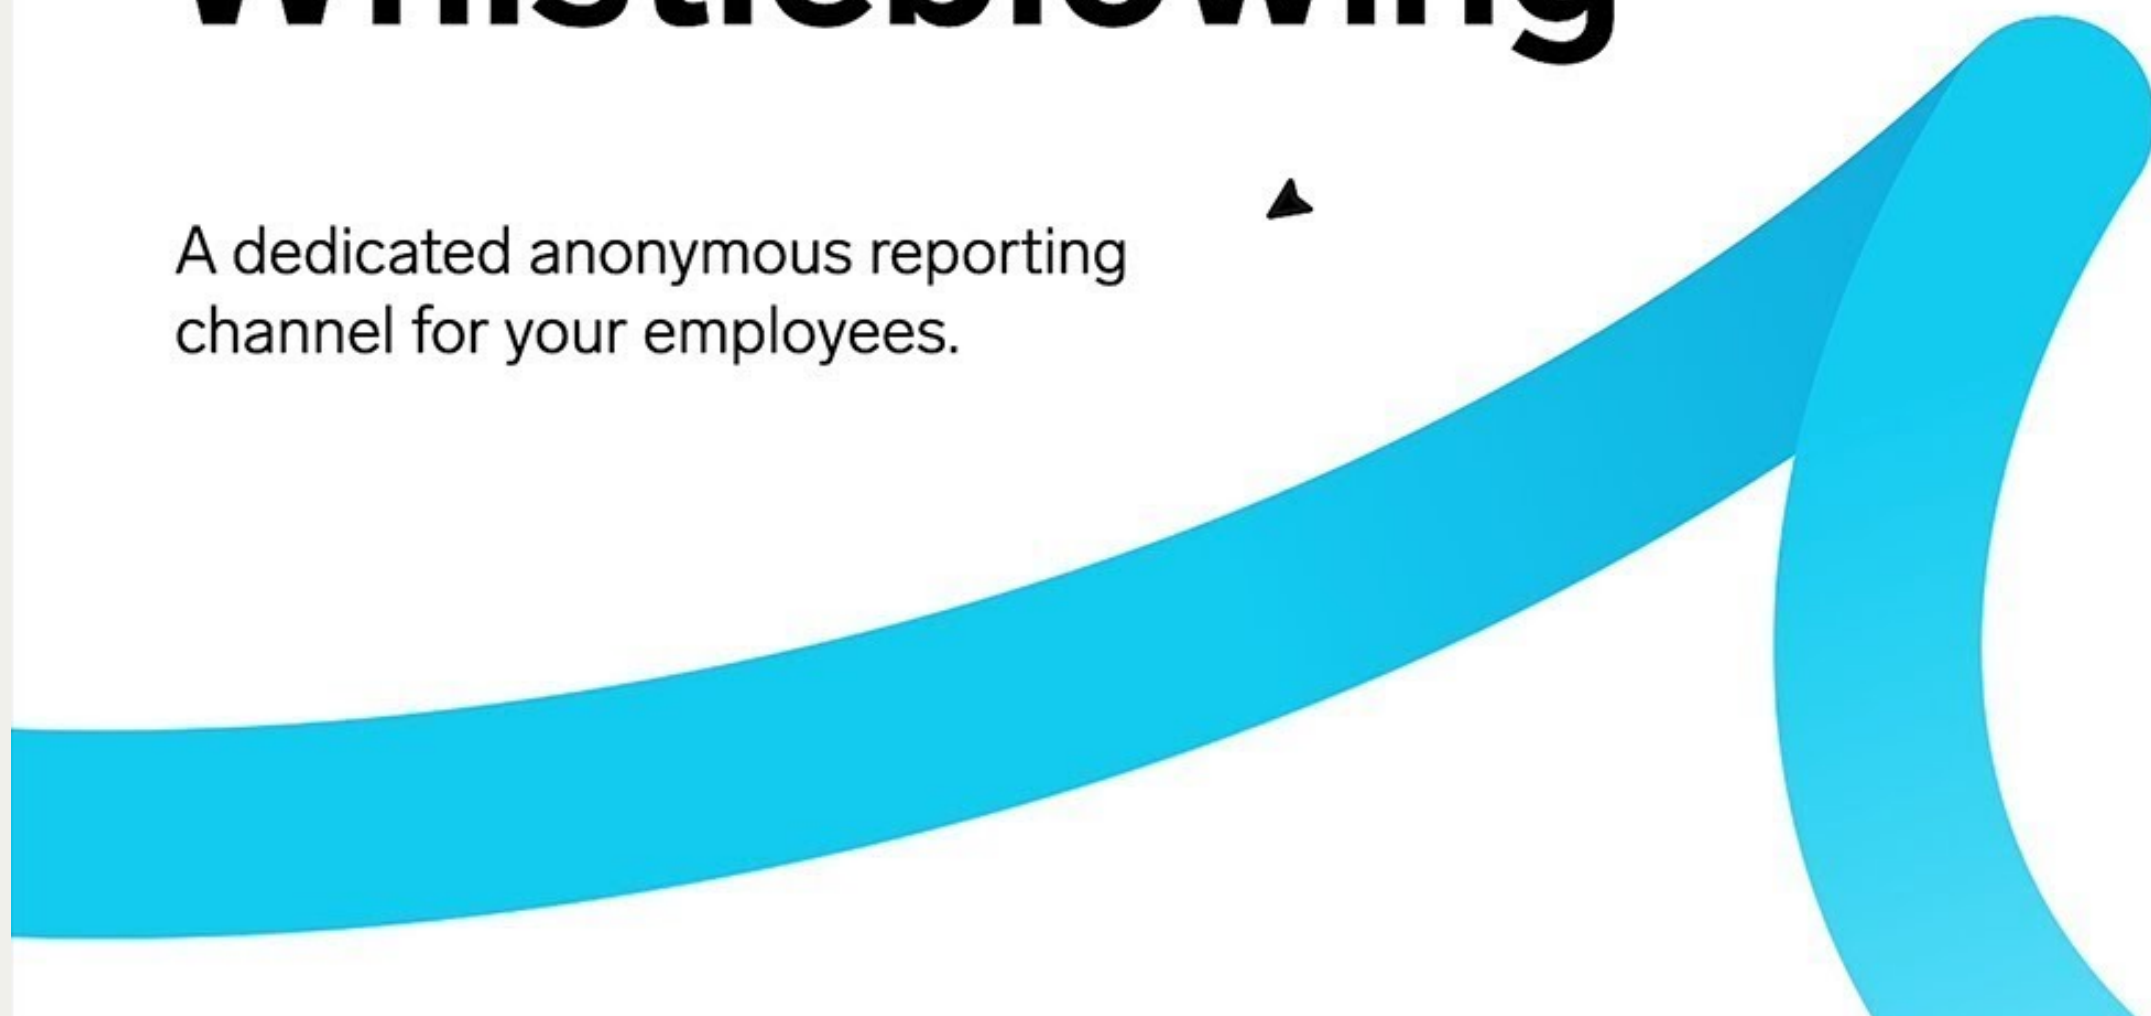 Whistleblowing
A dedicated anonymous reporting
channel for your employees.